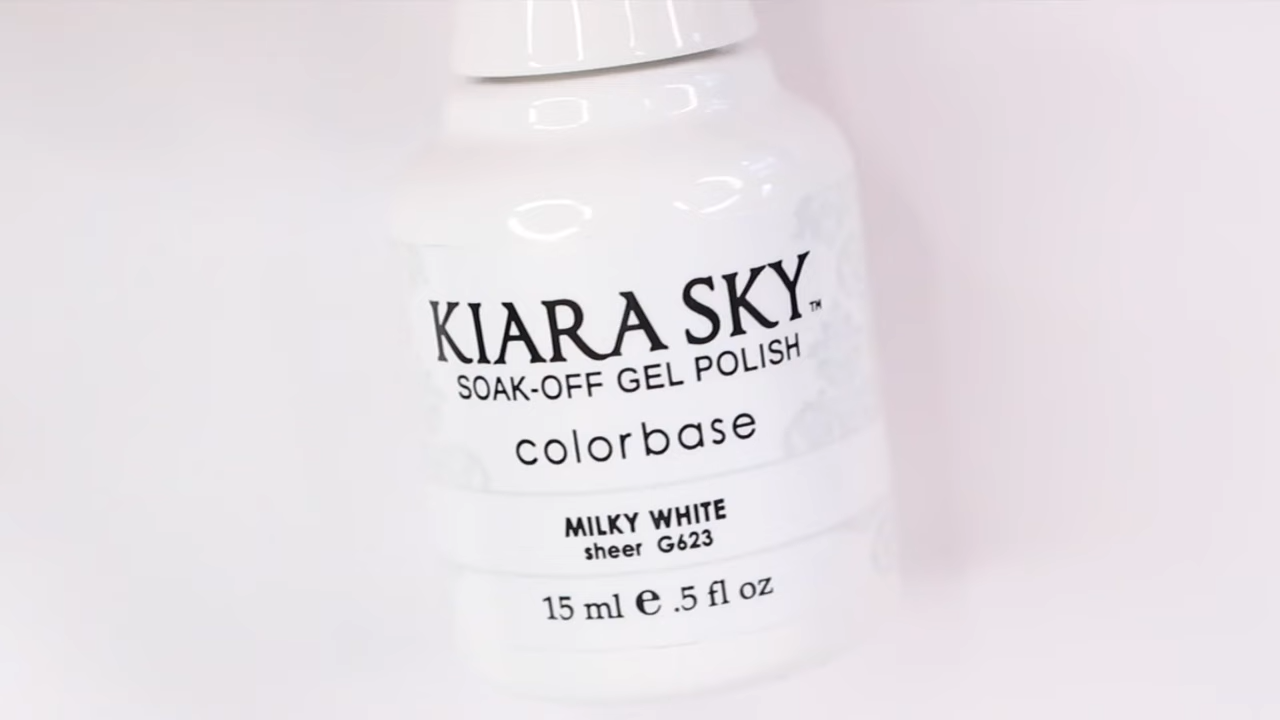 KIARA SKY™
SOAK-OFF GEL POLISH
colorbase
MILKY WHITE
sheer G623
15 ml e .5 fl oz